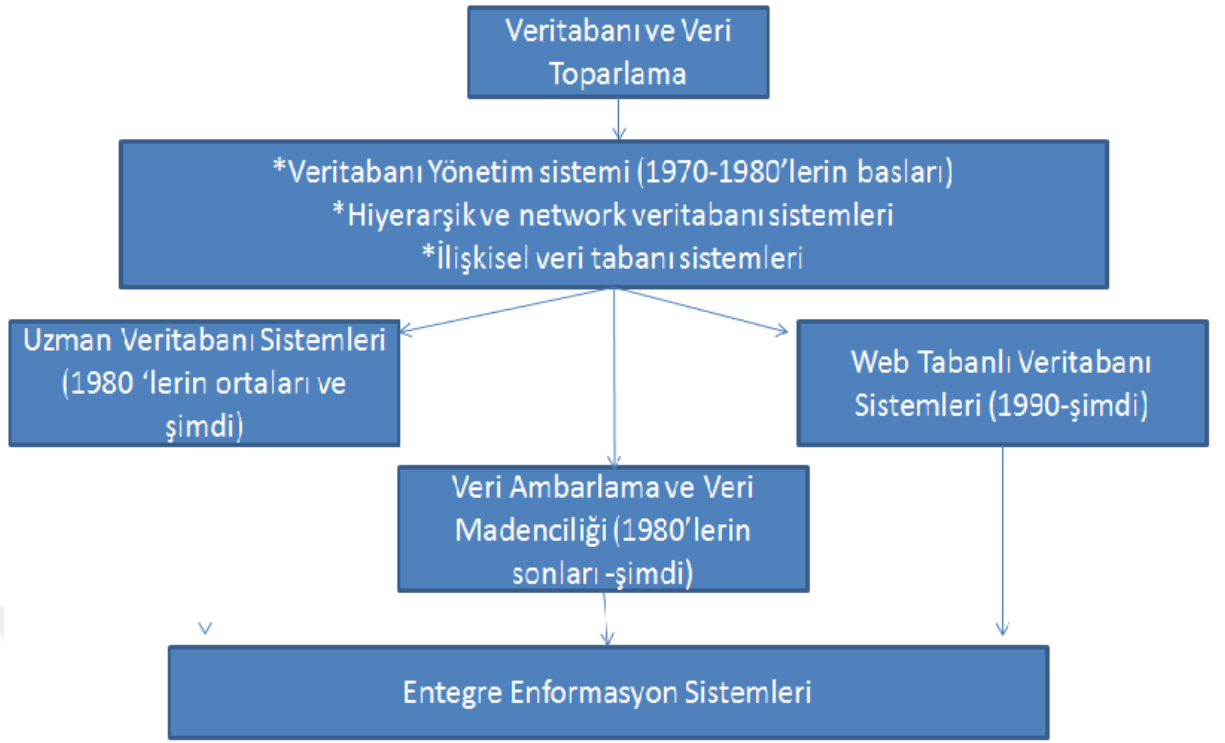 Veritabanı ve Veri
Toparlama
*Veritabanı Yönetim sistemi (1970-1980’lerin basları)
*Hiyerarşik ve network veritabanı sistemleri
*İlişkisel veri tabanı sistemleri
Uzman Veritabanı Sistemleri
(1980 ‘lerin ortaları ve
şimdi)
Web Tabanlı Veritabanı
Sistemleri (1990-şimdi)
Veri Ambarlama ve Veri
Madenciliği (1980’lerin
sonları -şimdi)
Entegre Enformasyon Sistemleri